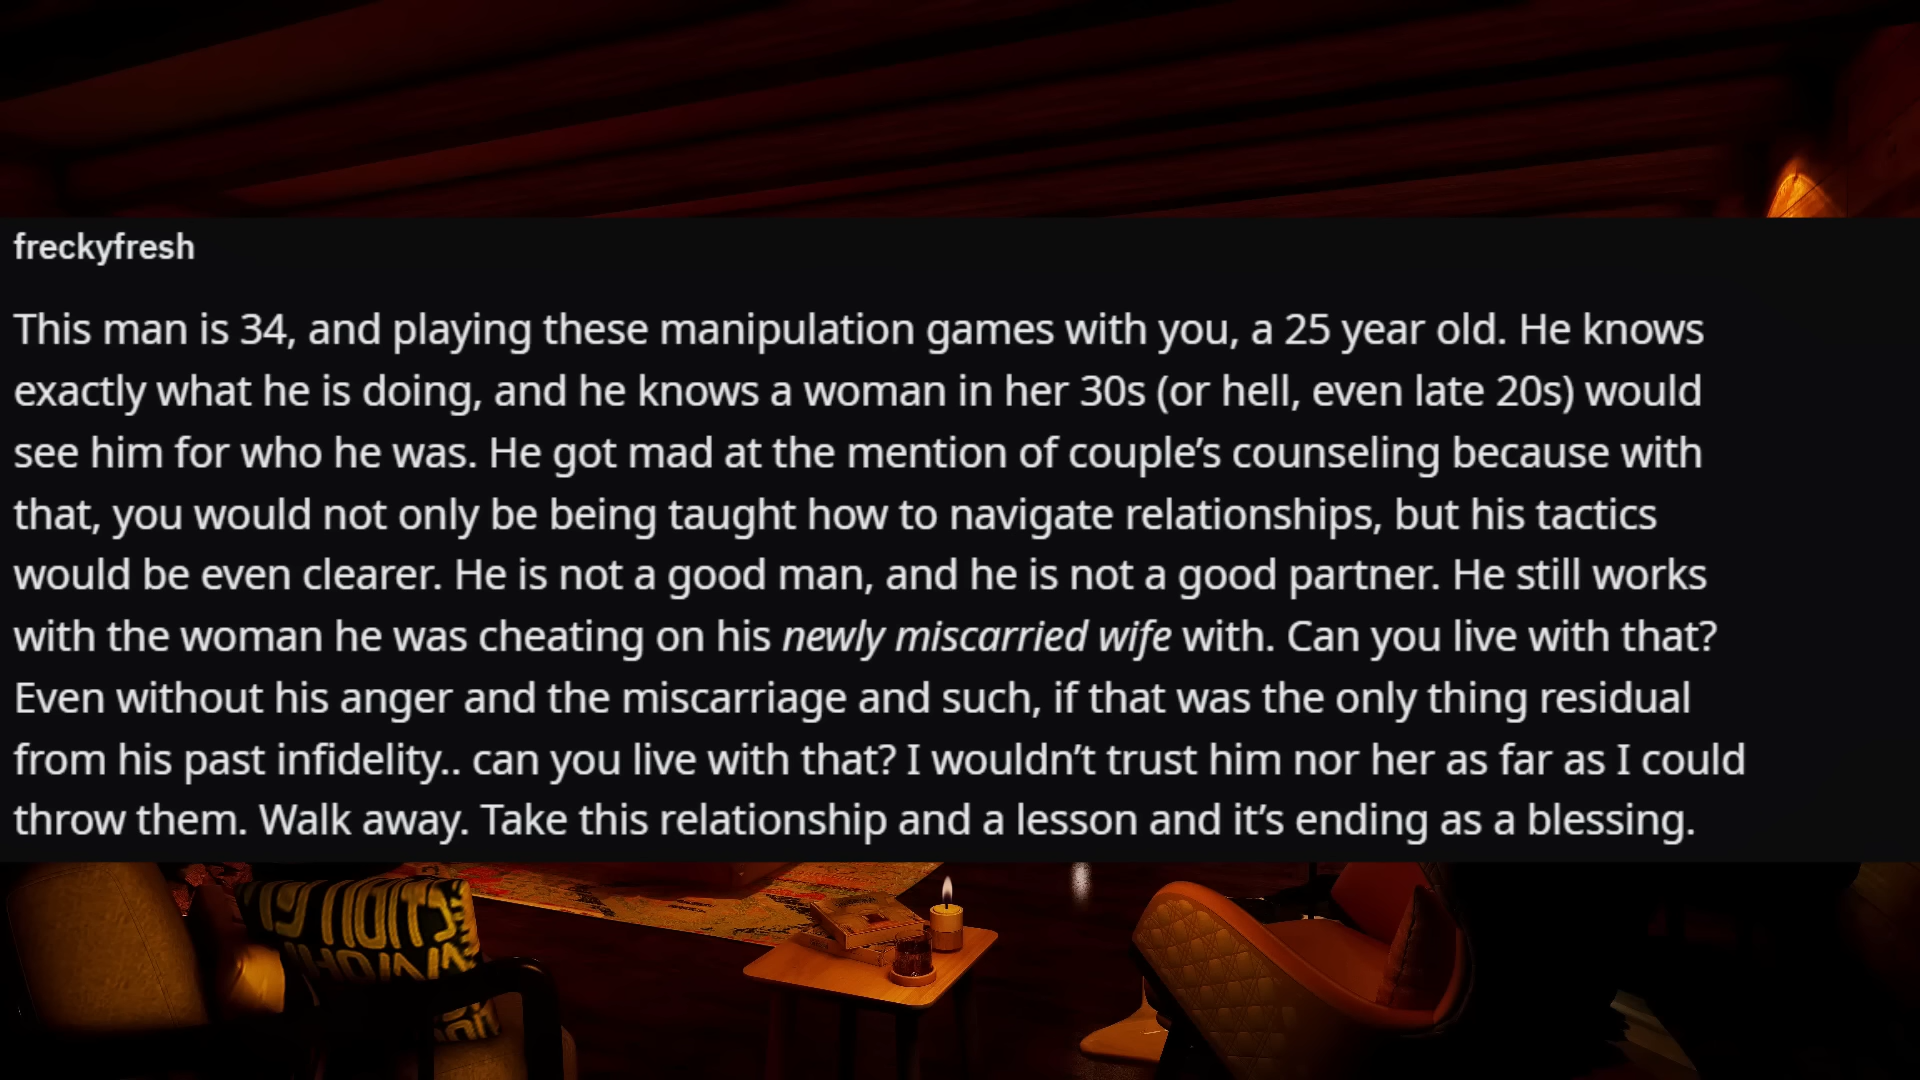 freckyfresh
This man is 34, and playing these manipulation games with you, a 25 year old. He knows
exactly what he is doing, and he knows a woman in her 30s (or hell, even late 20s) would
see him for who he was. He got mad at the mention of couple’s counseling because with
that, you would not only be being taught how to navigate relationships, but his tactics
would be even clearer. He is not a good man, and he is not a good partner. He still works
with the woman he was cheating on his newly miscarried wife with. Can you live with that?
Even without his anger and the miscarriage and such, if that was the only thing residual
from his past infidelity.. can you live with that? I wouldn’t trust him nor her as far as I could
throw them. Walk away. Take this relationship and a lesson and it’s ending as a blessing.